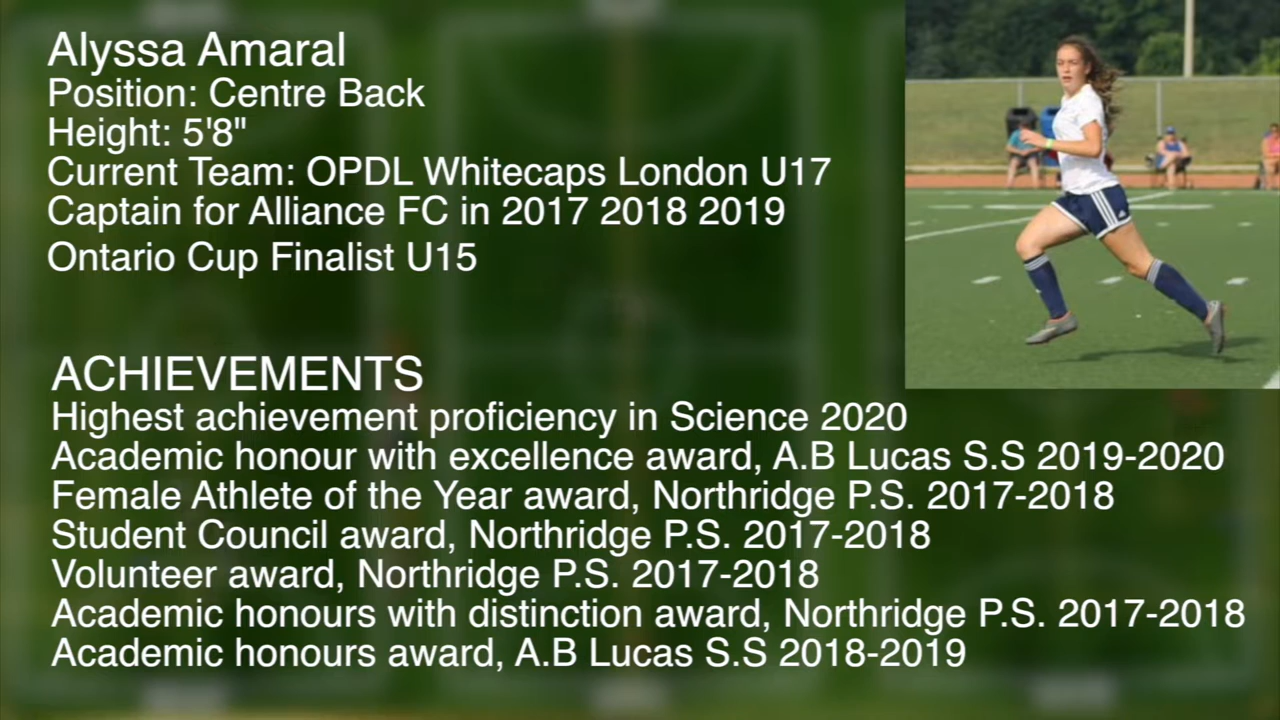 Alyssa Amaral
Position: Centre Back
Height: 5'8"
Current Team: OPDL Whitecaps London U17
Captain for Alliance FC in 2017 2018 2019
Ontario Cup Finalist U15
ACHIEVEMENTS
Highest achievement proficiency in Science 2020
Academic honour with excellence award, A.B Lucas S.S 2019-2020
Female Athlete of the Year award, Northridge P.S. 2017-2018
Student Council award, Northridge P.S. 2017-2018
Volunteer award, Northridge P.S. 2017-2018
Academic honours with distinction award, Northridge P.S. 2017-2018
Academic honours award, A.B Lucas S.S 2018-2019